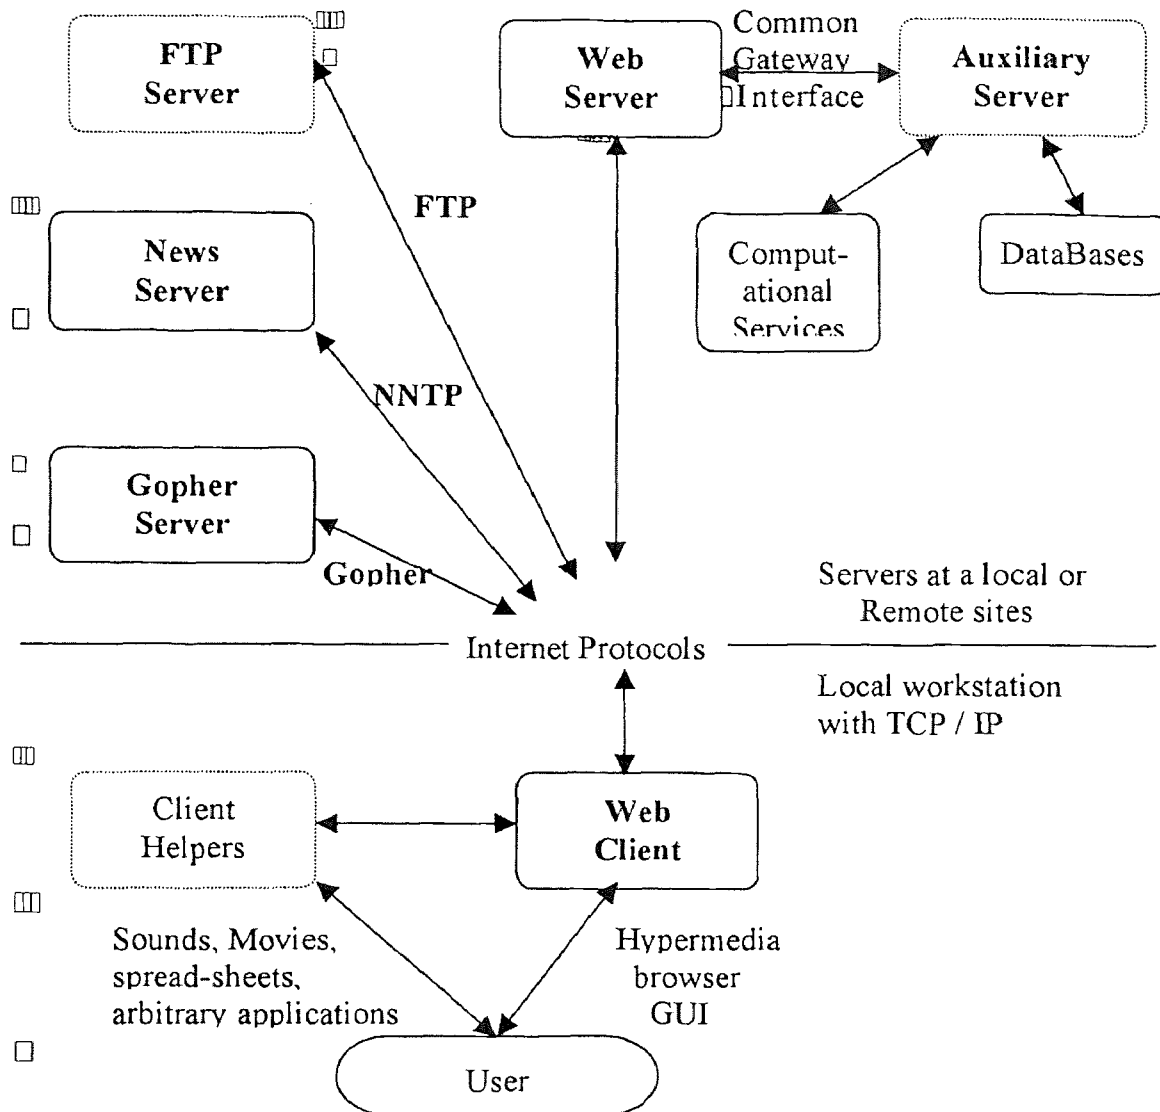 FTP
Server
Web
Server
Common
Gateway
Interface
Auxiliary
Server
FTP
News
Server
Comput-
ational
Services
DataBases
NNTP
Gopher
Server
Gopher
Servers at a local or
Remote sites
Internet Protocols
Local workstation
with TCP / IP
Client
Helpers
Web
Client
Sounds, Movies,
spread-sheets,
arbitrary applications
Hypermedia
browser
GUI
User